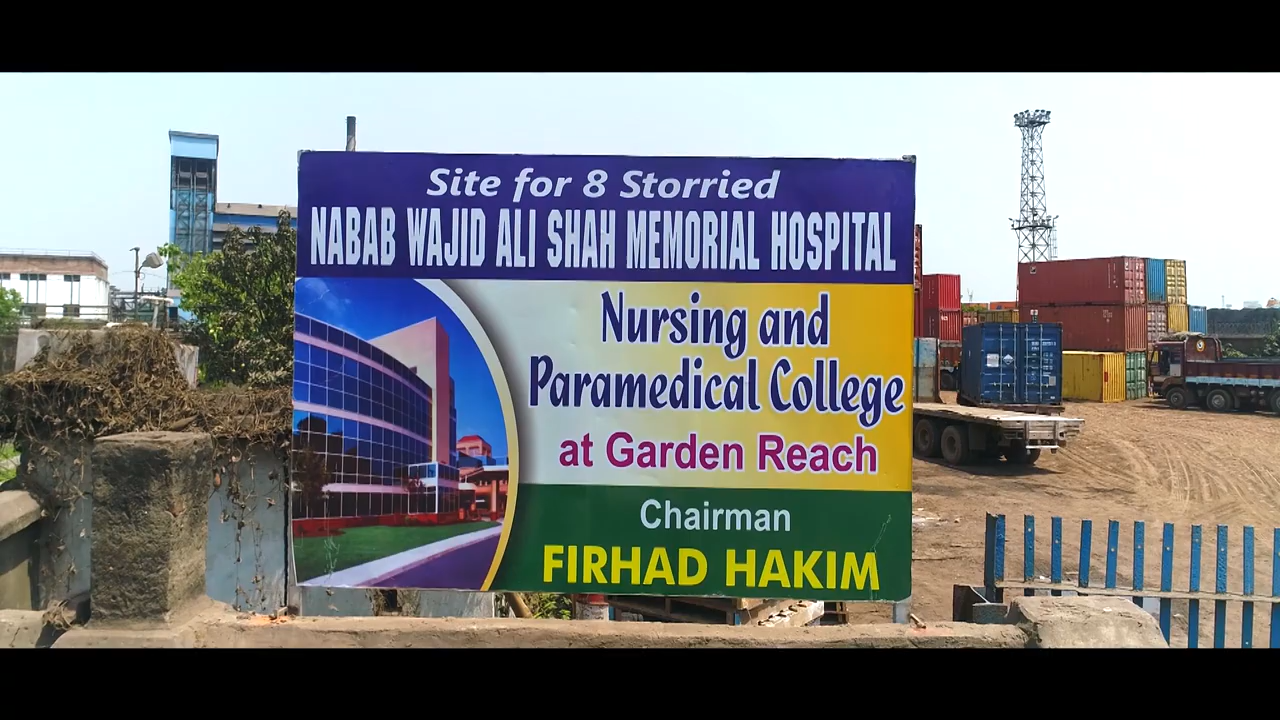 Site for 8 Storried
NABAB WAJID ALI SHAH MEMORIAL HOSPITAL
Nursing and
Paramedical College
at Garden Reach
Chairman
FIRHAD HAKIM